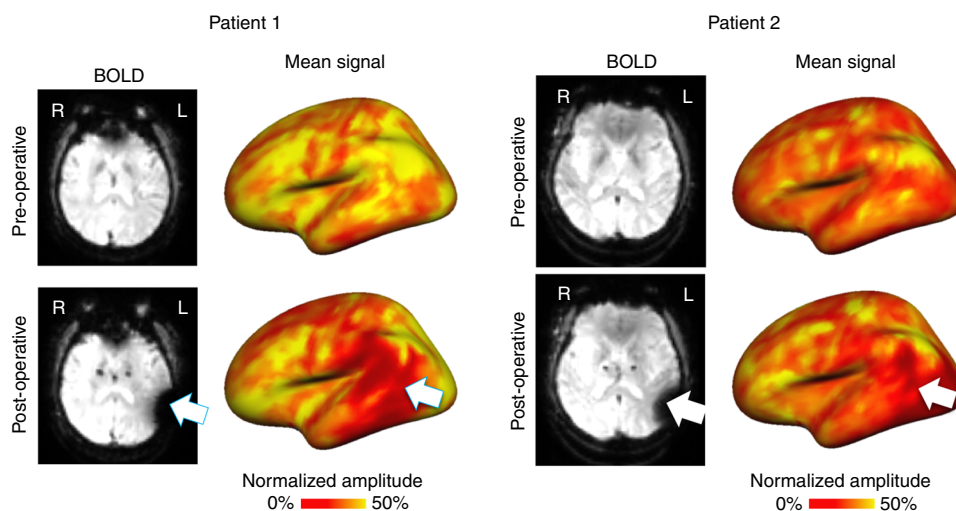 Patient 1
Patient 2
BOLD
Mean signal
BOLD
Mean signal
Pre-operative
R L
Pre-operative
R L
Post-operative
R L
Post-operative
R L
Normalized amplitude
0% 50%
Normalized amplitude
0% 50%